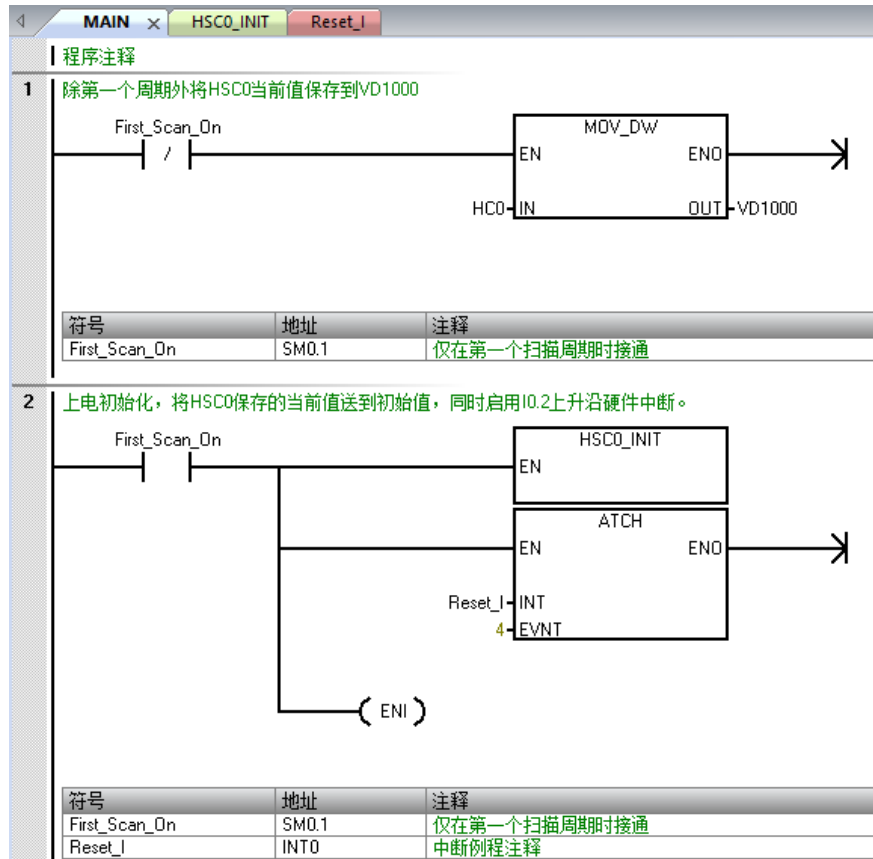 MAIN × HSC0_INIT Reset_I
程序注释
1 除第一个周期外将HSC0当前值保存到VD1000
First_Scan_On
/
MOV_DW
EN ENO
HC0 IN OUT VD1000
符号 地址 注释
First_Scan_On SM0.1 仅在第一个扫描周期时接通
2 上电初始化，将HSC0保存的当前值送到初始值，同时启用I0.2上升沿硬件中断。
First_Scan_On
HSC0_INIT
EN
ATCH
EN ENO
Reset_I INT
4 EVNT
ENI
符号 地址 注释
First_Scan_On SM0.1 仅在第一个扫描周期时接通
Reset_I INT0 中断例程注释